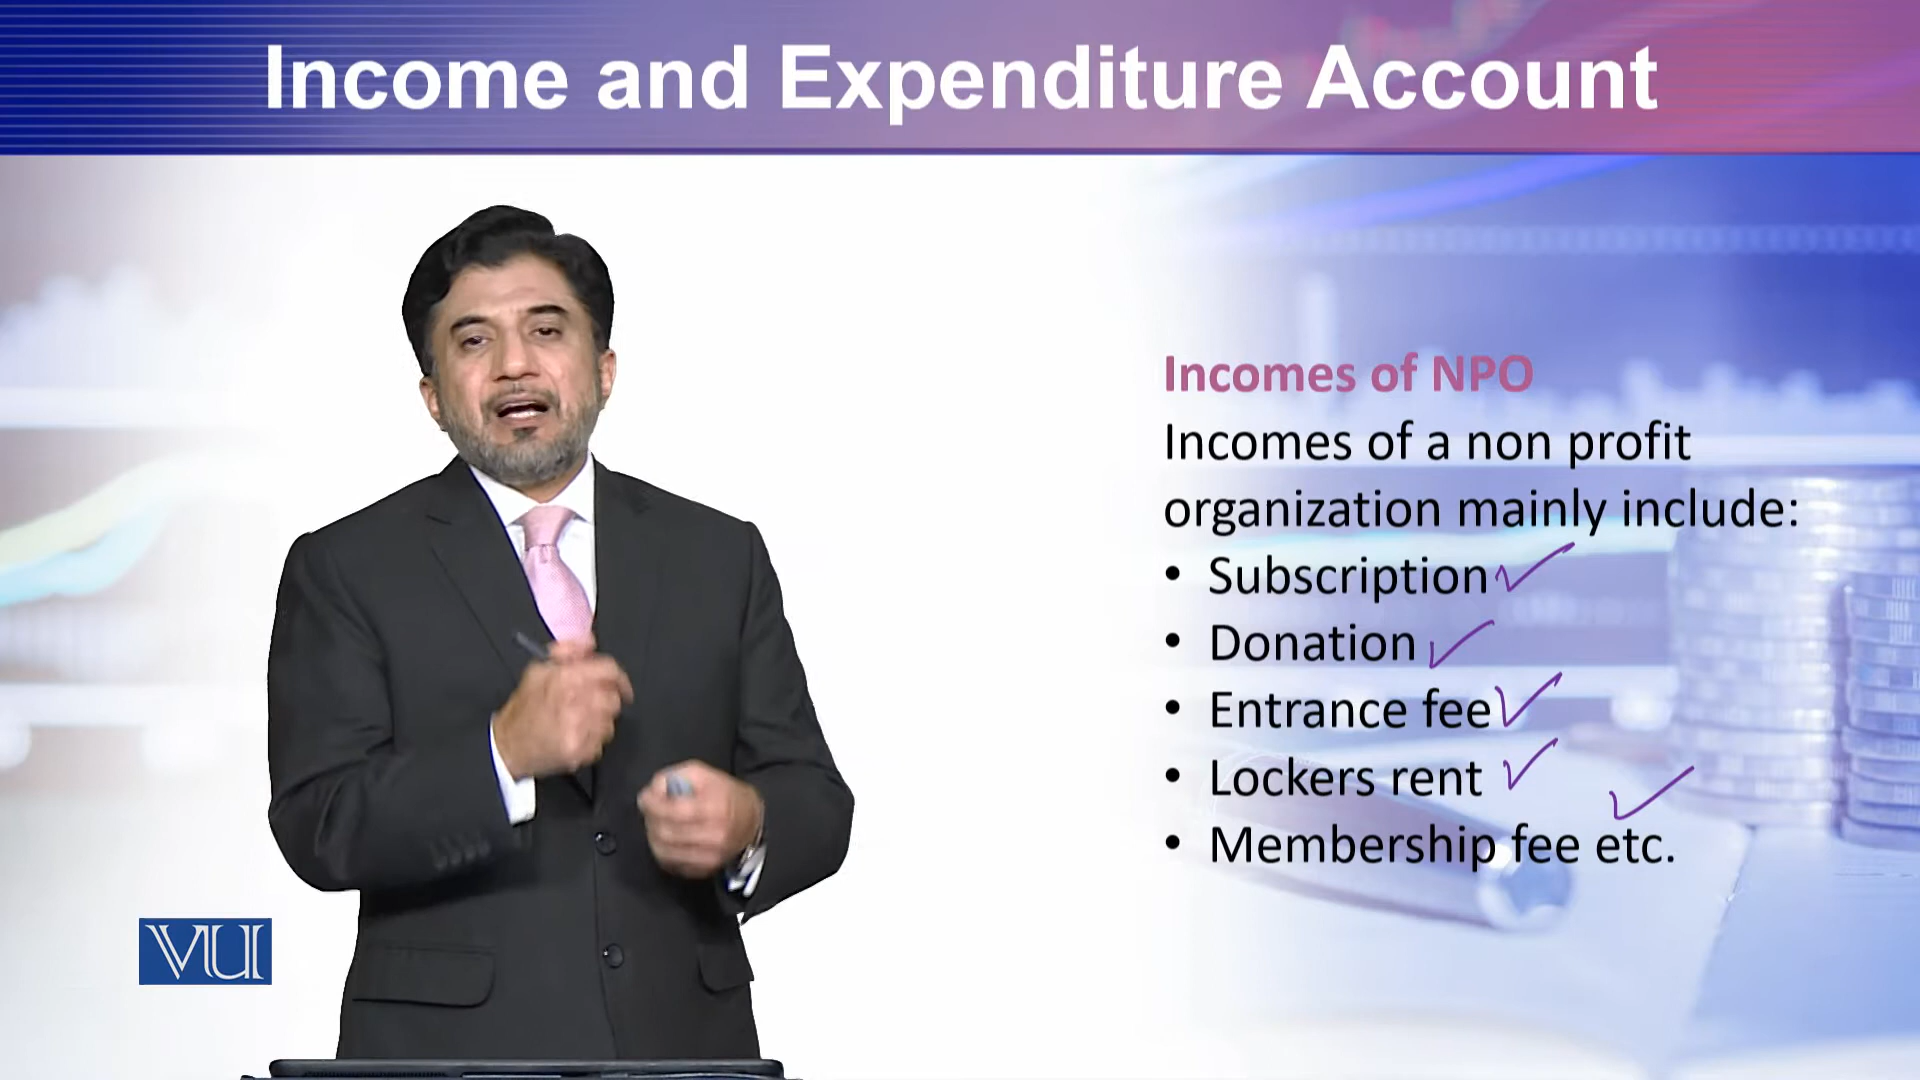 Income and Expenditure Account
Incomes of NPO
Incomes of a non profit
organization mainly include:
• Subscription
• Donation
• Entrance fee
• Lockers rent
• Membership fee etc.
VU